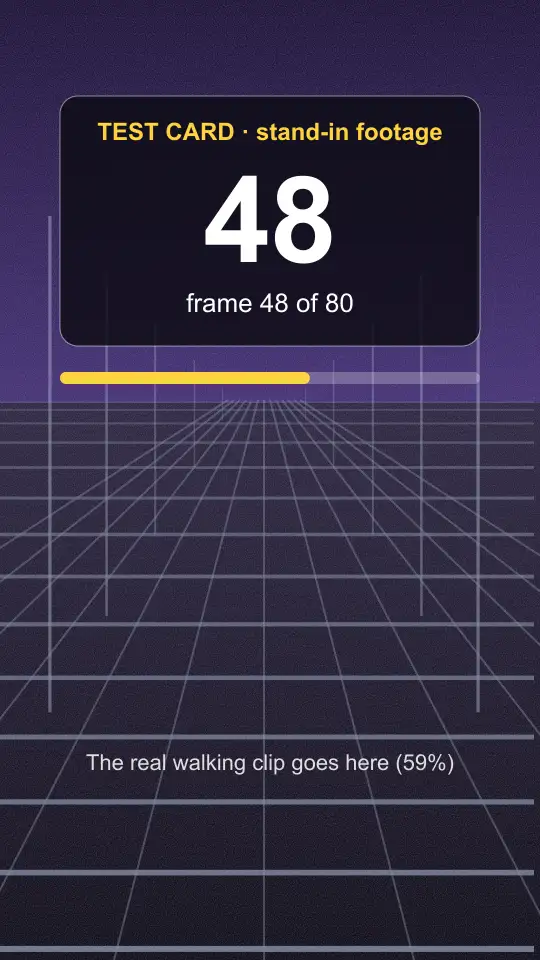 TEST CARD · stand-in footage
48
frame 48 of 80
The real walking clip goes here (59%)